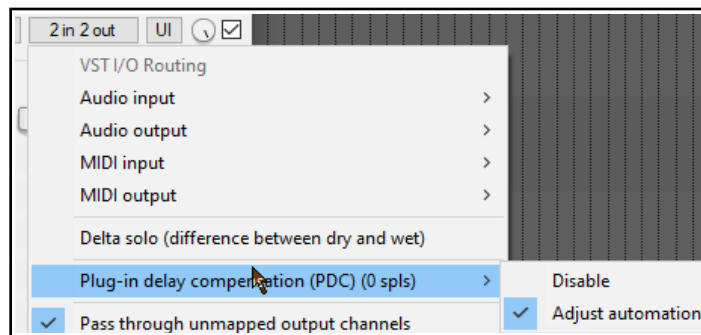 2 in 2 out UI
VST I/O Routing
Audio input
Audio output
MIDI input
MIDI output
Delta solo (difference between dry and wet)
Plug-in delay compensation (PDC) (0 spls)
Disable
Adjust automation
Pass through unmapped output channels